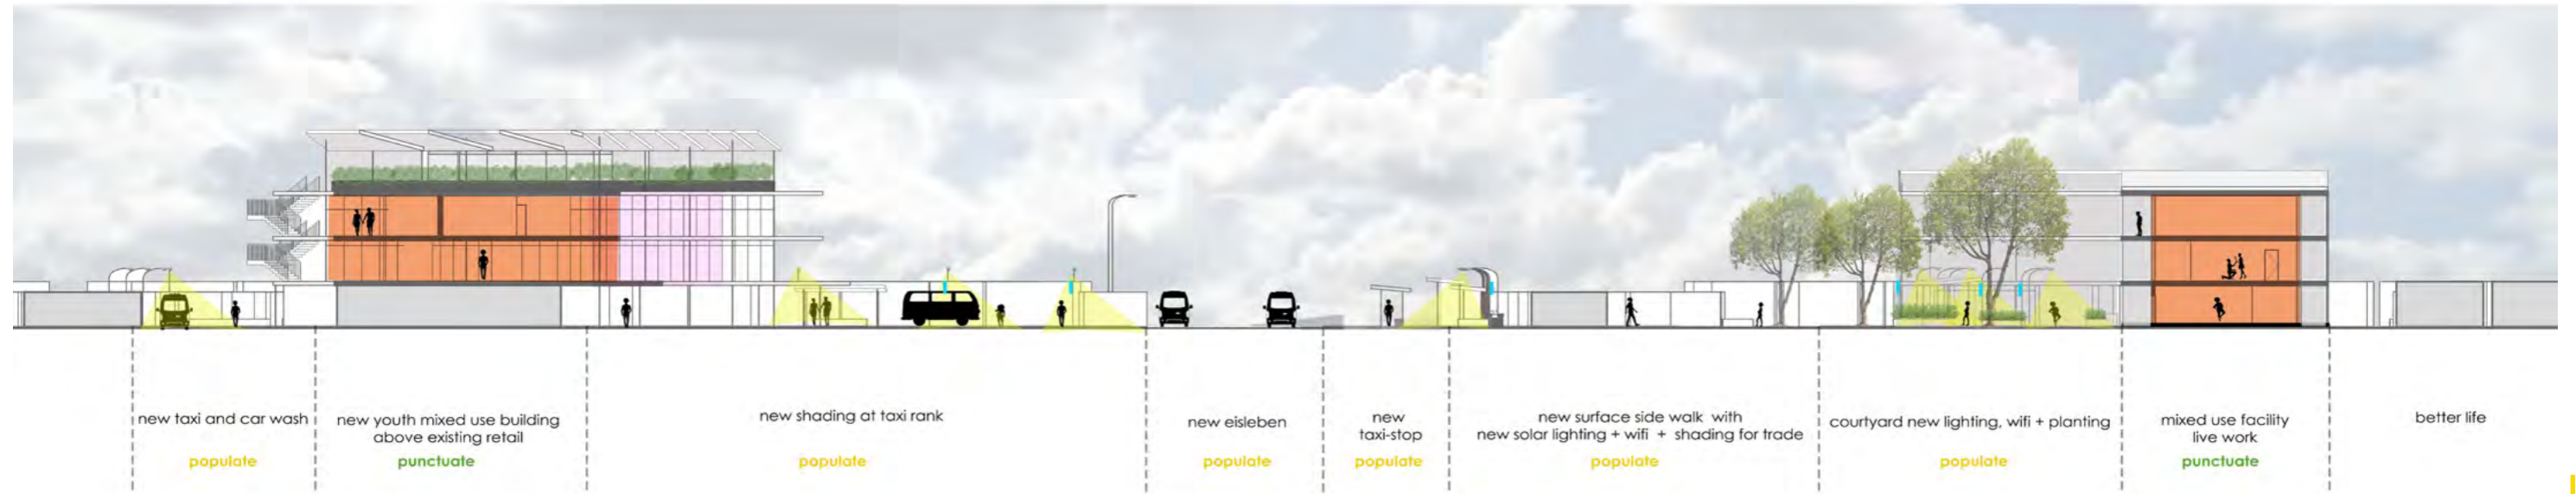 new taxi and car wash
populate
new youth mixed use building
above existing retail
punctuate
new shading at taxi rank
populate
new eisleben
populate
new
taxi-stop
populate
new surface side walk with
new solar lighting + wifi + shading for trade
populate
courtyard new lighting, wifi + planting
populate
mixed use facility
live work
punctuate
better life